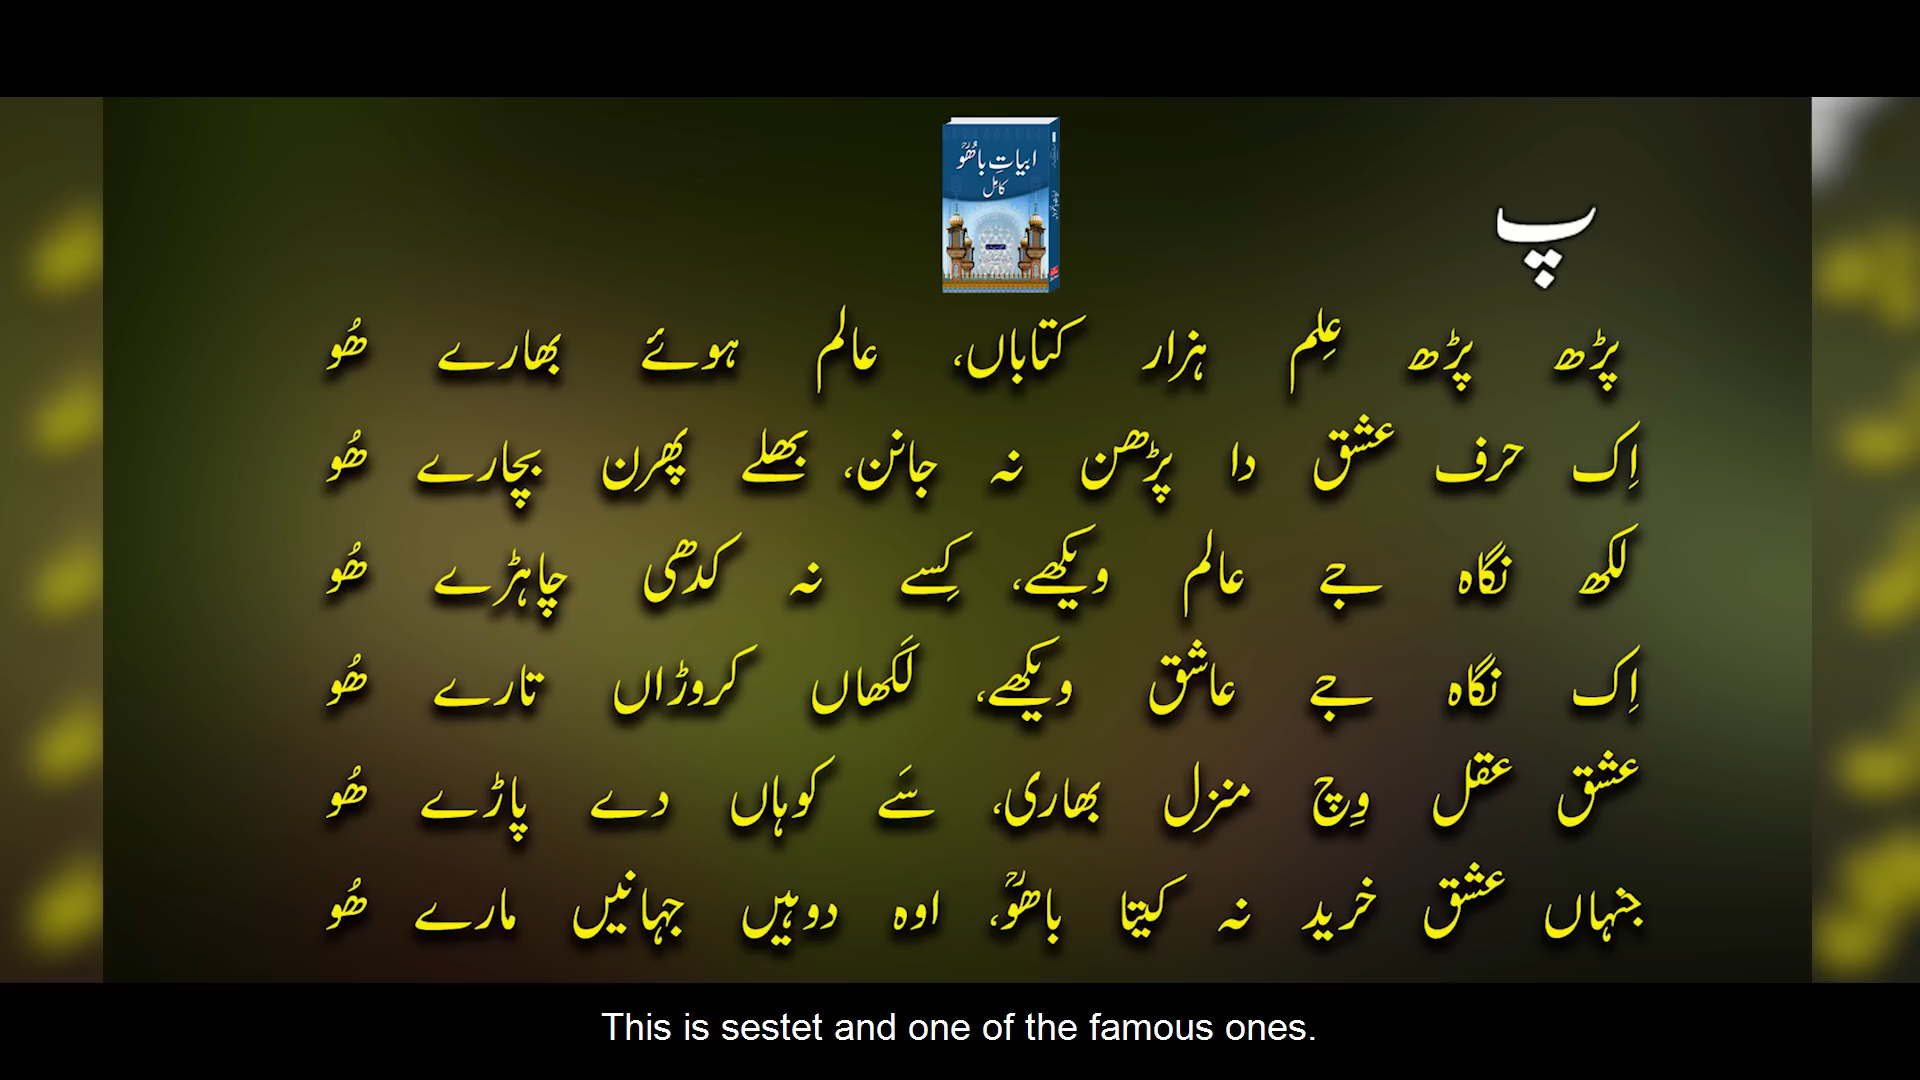 ابیاتِ باھُوؒ
کامِل
پ
پڑھ پڑھ عِلم ہزار کتاباں، عالم ہوئے بھارے ھُو
اِک حرف عشق دا پڑھن نہ جانن، بھلے پھرن بچارے ھُو
لکھ نگاہ جے عالم ویکھے، کِسے نہ کدھی چاہڑے ھُو
اِک نگاہ جے عاشق ویکھے، لَکھاں کروڑاں تارے ھُو
عشق عقل وِچ منزل بھاری، سَے کوہاں دے پاڑے ھُو
جنہاں عشق خرید نہ کیتا باھُوؒ، اوہ دوہیں جہانیں مارے ھُو
This is sestet and one of the famous ones.